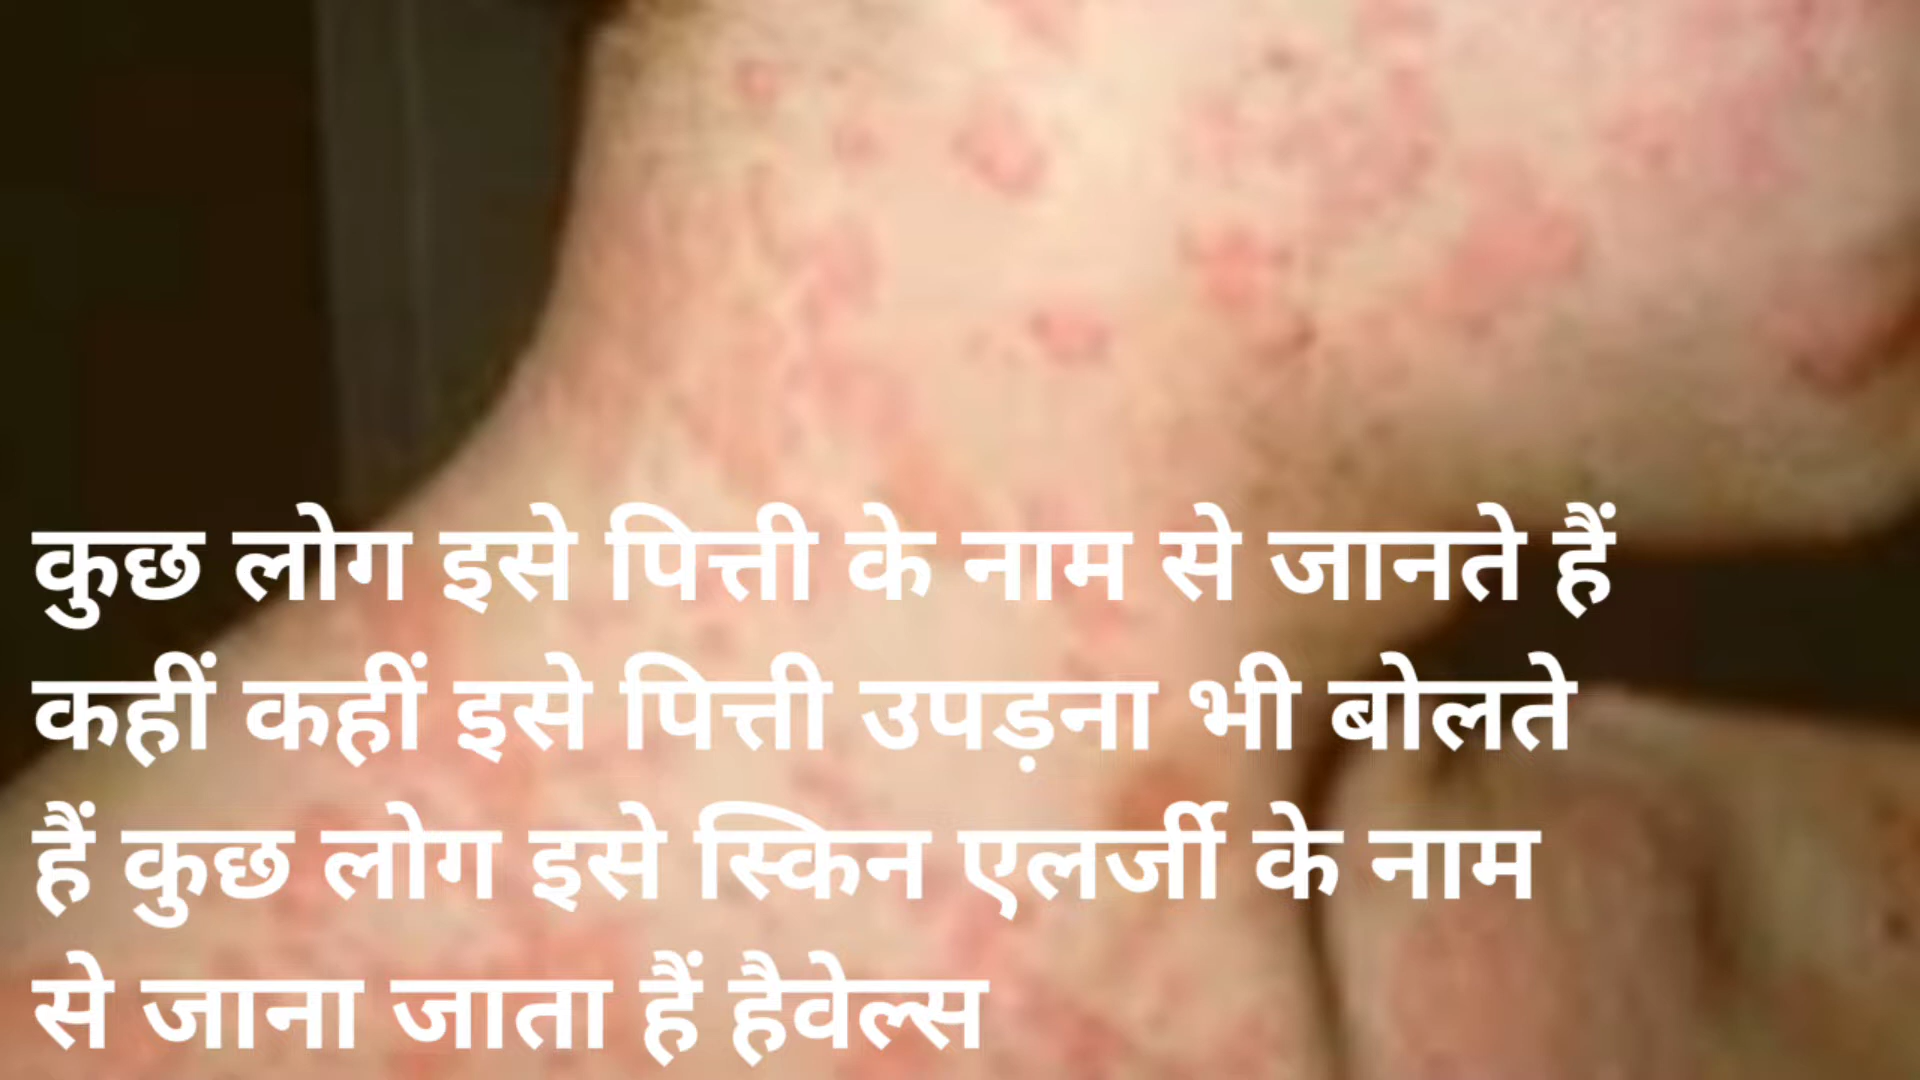 कुछ लोग इसे पित्ती के नाम से जानते हैं
कहीं कहीं इसे पित्ती उपड़ना भी बोलते
हैं कुछ लोग इसे स्किन एलर्जी के नाम
से जाना जाता हैं हैवेल्स